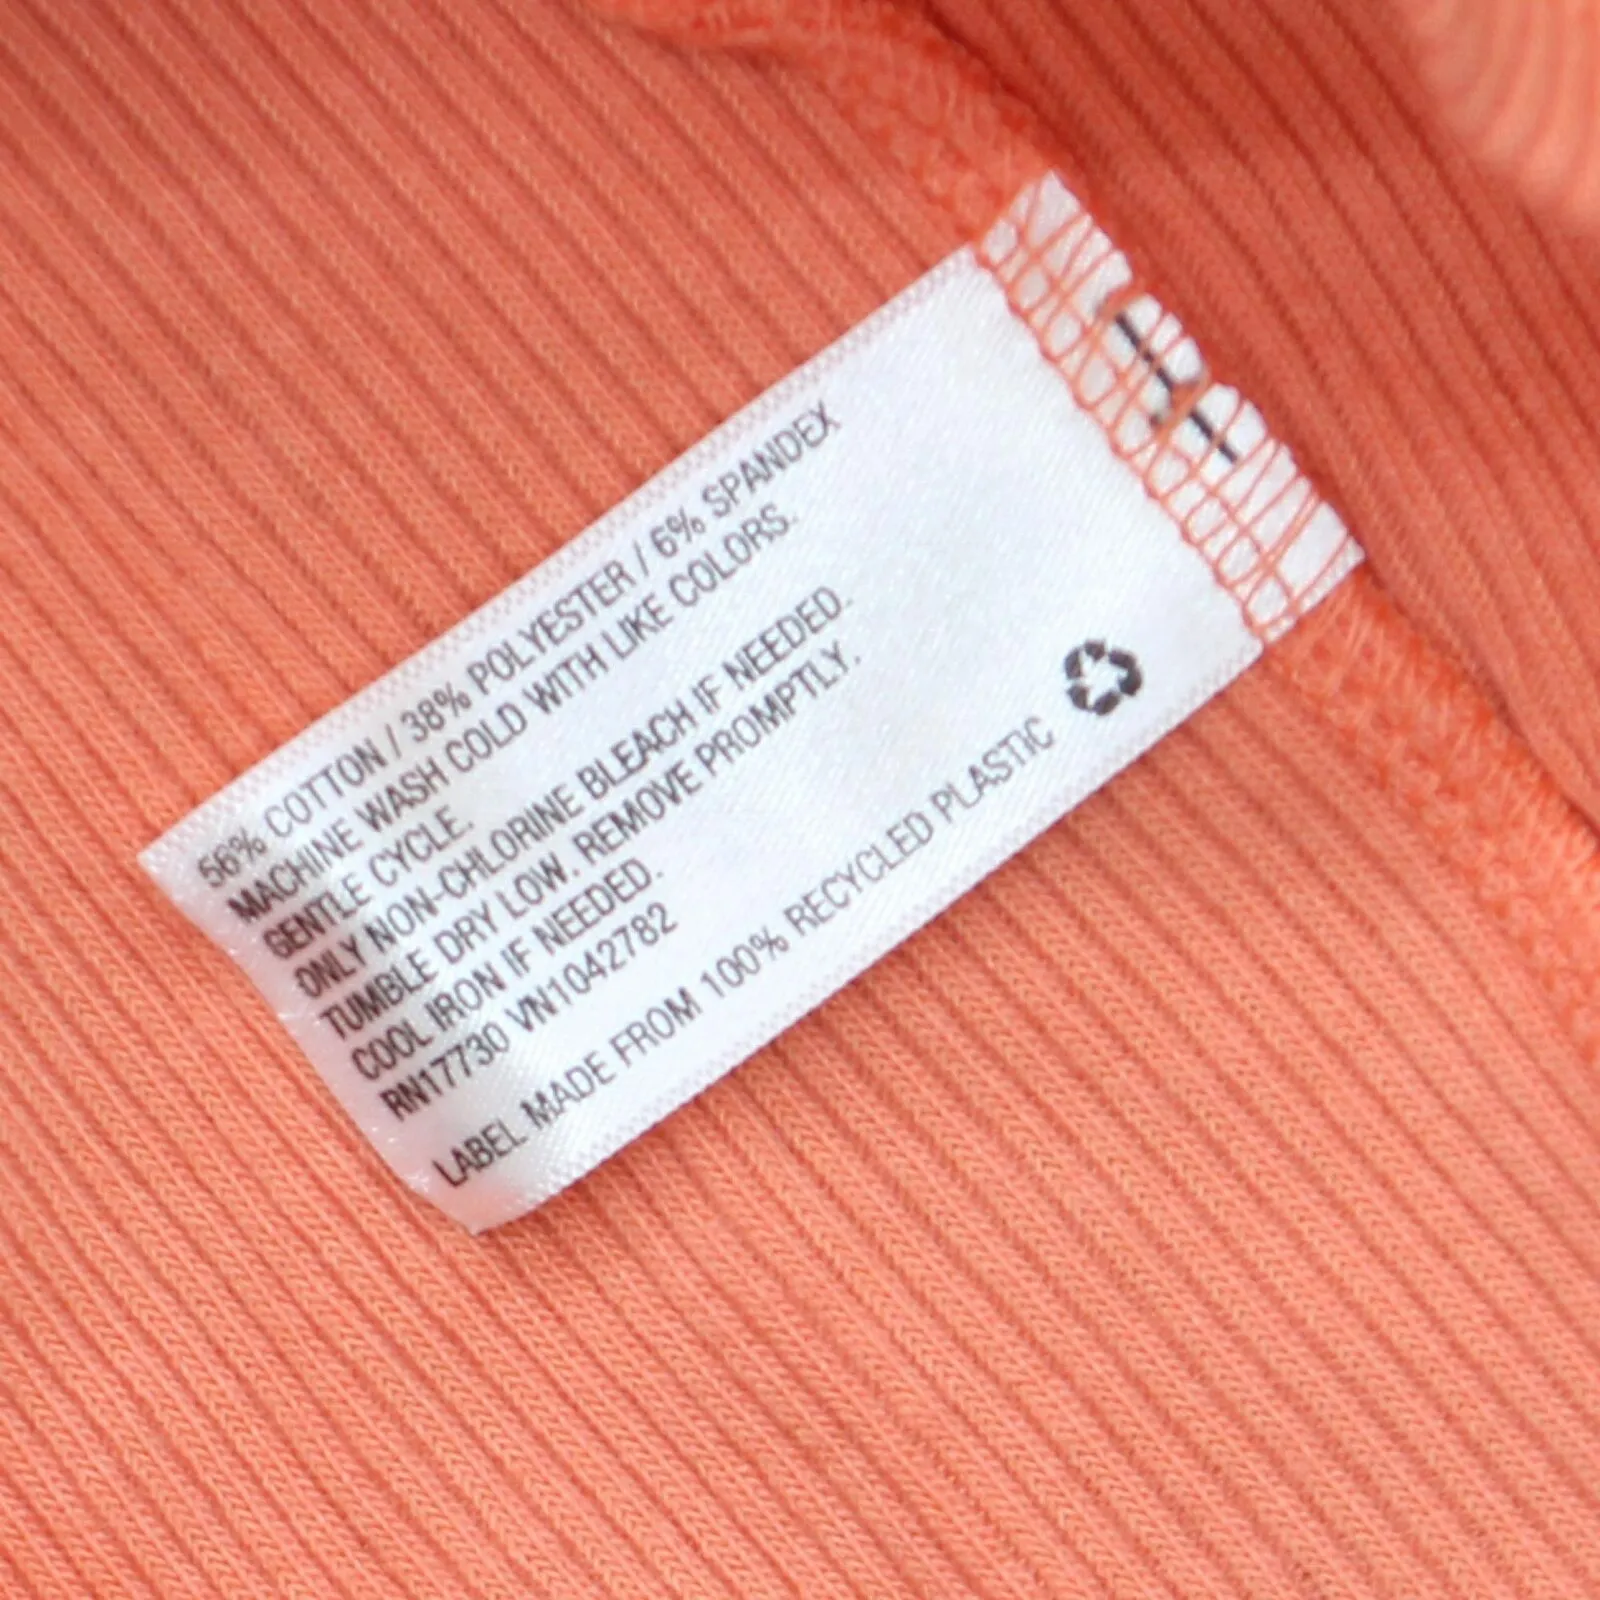 56% COTTON / 38% POLYESTER / 6% SPANDEX
MACHINE WASH COLD WITH LIKE COLORS.
GENTLE CYCLE.
ONLY NON-CHLORINE BLEACH IF NEEDED.
TUMBLE DRY LOW. REMOVE PROMPTLY.
COOL IRON IF NEEDED.
RN17730 VN1042782
LABEL MADE FROM 100% RECYCLED PLASTIC